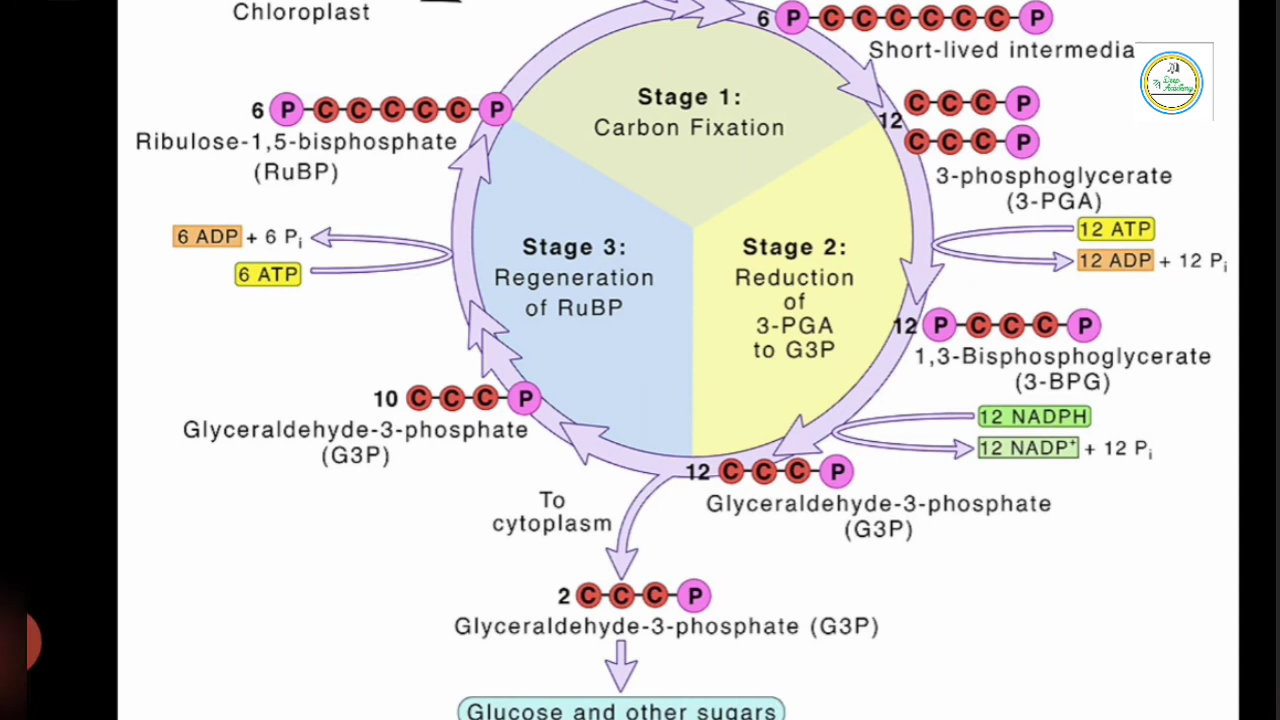 Chloroplast
6 P C C C C C C P
Short-lived intermedia
Deep
Academy
Stage 1:
Carbon Fixation
6 P C C C C C P
Ribulose-1,5-bisphosphate
(RuBP)
12
C C C P
C C C P
3-phosphoglycerate
(3-PGA)
6 ADP + 6 Pi
6 ATP
Stage 3:
Regeneration
of RuBP
Stage 2:
Reduction
of
3-PGA
to G3P
12 ATP
12 ADP + 12 Pi
12 P C C C P
1,3-Bisphosphoglycerate
(3-BPG)
10 C C C P
Glyceraldehyde-3-phosphate
(G3P)
12 NADPH
12 NADP+ + 12 Pi
12 C C C P
Glyceraldehyde-3-phosphate
(G3P)
To
cytoplasm
2 C C C P
Glyceraldehyde-3-phosphate (G3P)
Glucose and other sugars